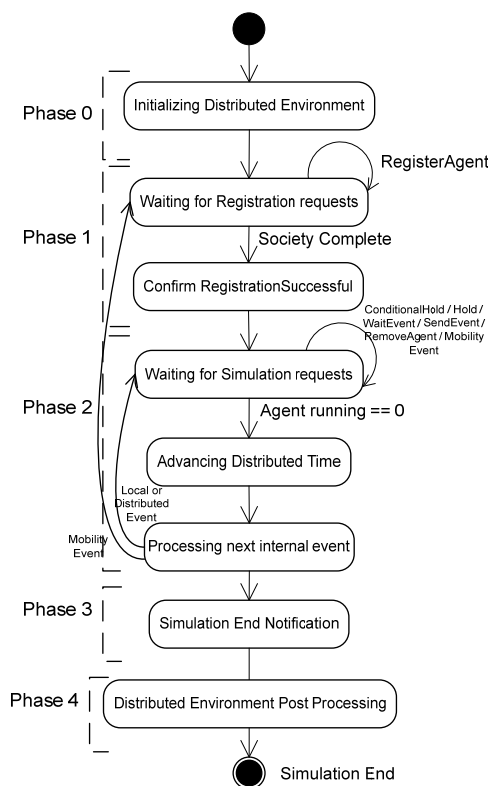 Phase 0
Initializing Distributed Environment
RegisterAgent
Waiting for Registration requests
Phase 1
Society Complete
Confirm RegistrationSuccessful
ConditionalHold / Hold /
WaitEvent / SendEvent /
RemoveAgent / Mobility
Event
Waiting for Simulation requests
Phase 2
Agent running == 0
Advancing Distributed Time
Local or
Distributed
Event
Mobility
Event
Processing next internal event
Phase 3
Simulation End Notification
Phase 4
Distributed Environment Post Processing
Simulation End